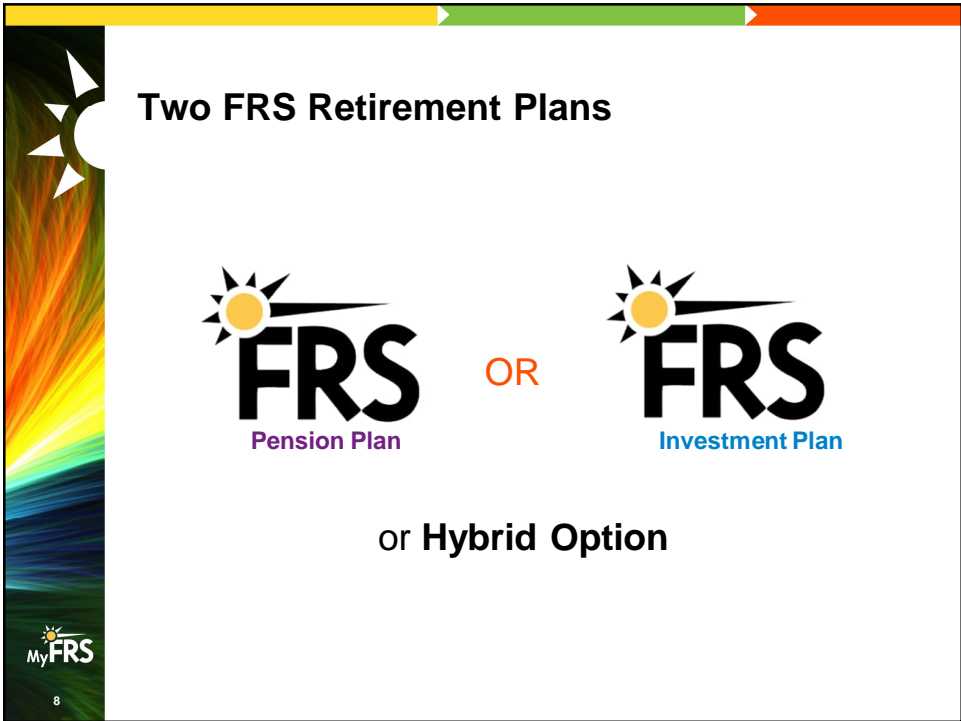 Two FRS Retirement Plans
FRS
Pension Plan
OR
FRS
Investment Plan
or Hybrid Option
MyFRS
8